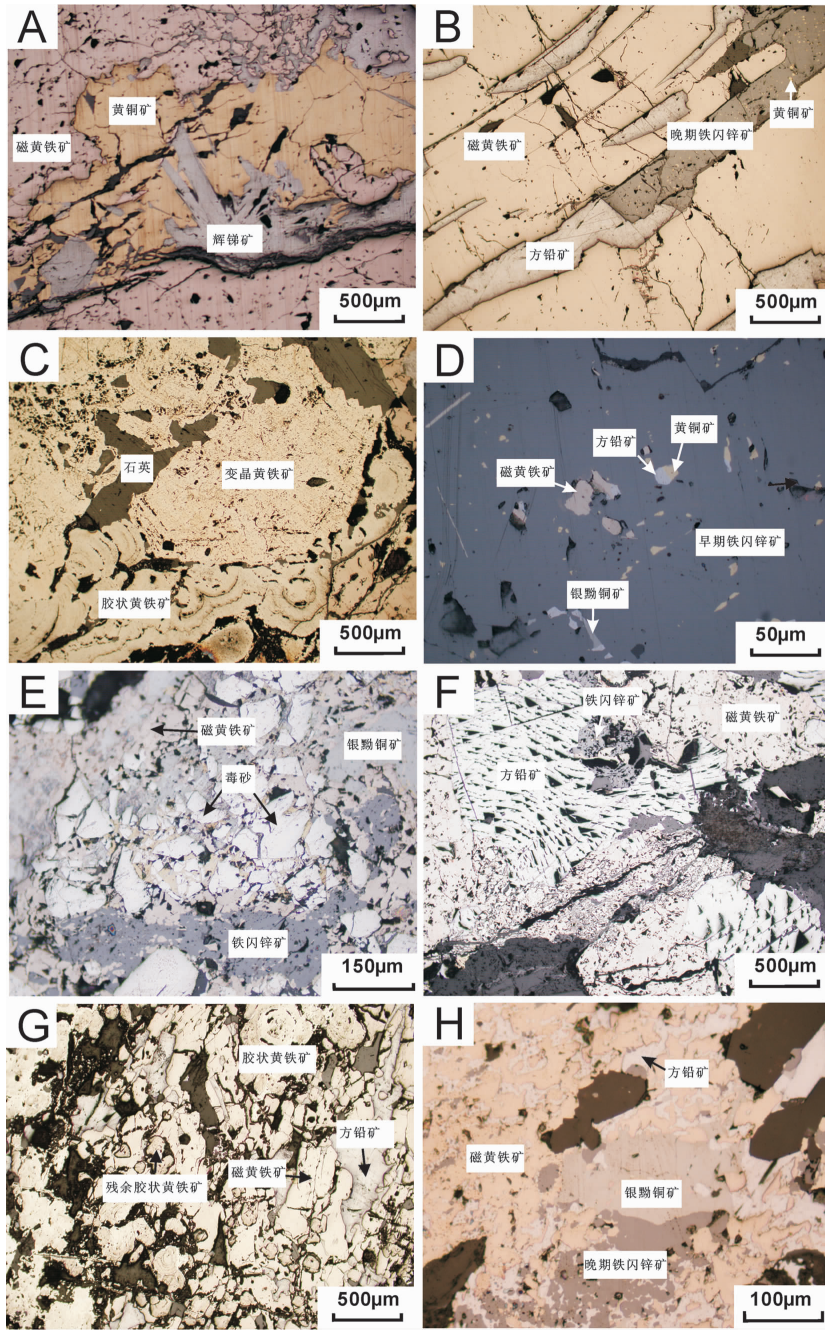 A
黄铜矿
磁黄铁矿
辉锑矿
500μm
B
黄铜矿
晚期铁闪锌矿
磁黄铁矿
方铅矿
500μm
C
石英
变晶黄铁矿
胶状黄铁矿
500μm
D
方铅矿
黄铜矿
磁黄铁矿
早期铁闪锌矿
银黝铜矿
50μm
E
磁黄铁矿
银黝铜矿
毒砂
铁闪锌矿
150μm
F
铁闪锌矿
磁黄铁矿
方铅矿
500μm
G
胶状黄铁矿
方铅矿
磁黄铁矿
残余胶状黄铁矿
500μm
H
方铅矿
磁黄铁矿
银黝铜矿
晚期铁闪锌矿
100μm